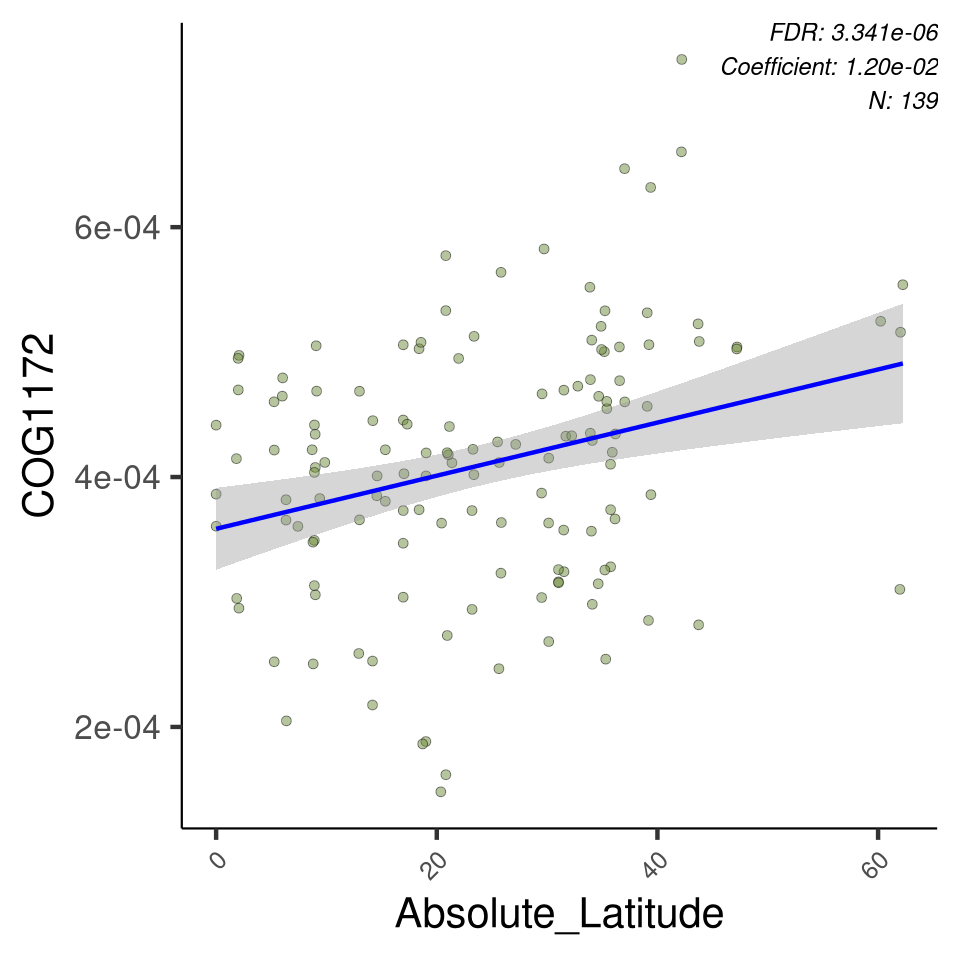 FDR: 3.341e-06
Coefficient: 1.20e-02
N: 139
6e-04
4e-04
2e-04
COG1172
0
20
40
60
Absolute_Latitude